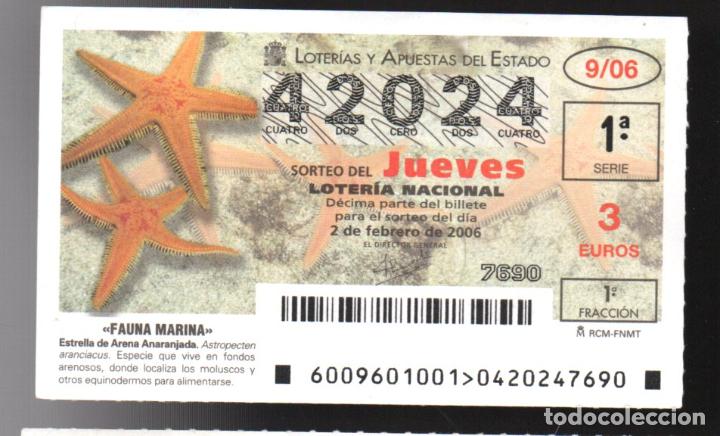 LOTERÍAS Y APUESTAS DEL ESTADO
9/06
42024
CUATRO DOS CERO DOS CUATRO
1ª
SERIE
SORTEO DEL Jueves
LOTERÍA NACIONAL
Décima parte del billete
para el sorteo del día
2 de febrero de 2006
EL DIRECTOR GENERAL
3
EUROS
7690
1ª
FRACCIÓN
RCM-FNMT
«FAUNA MARINA»
Estrella de Arena Anaranjada. Astropecten
aranciacus. Especie que vive en fondos
arenosos, donde localiza los moluscos y
otros equinodermos para alimentarse.
6009601001>0420247690
todocoleccion